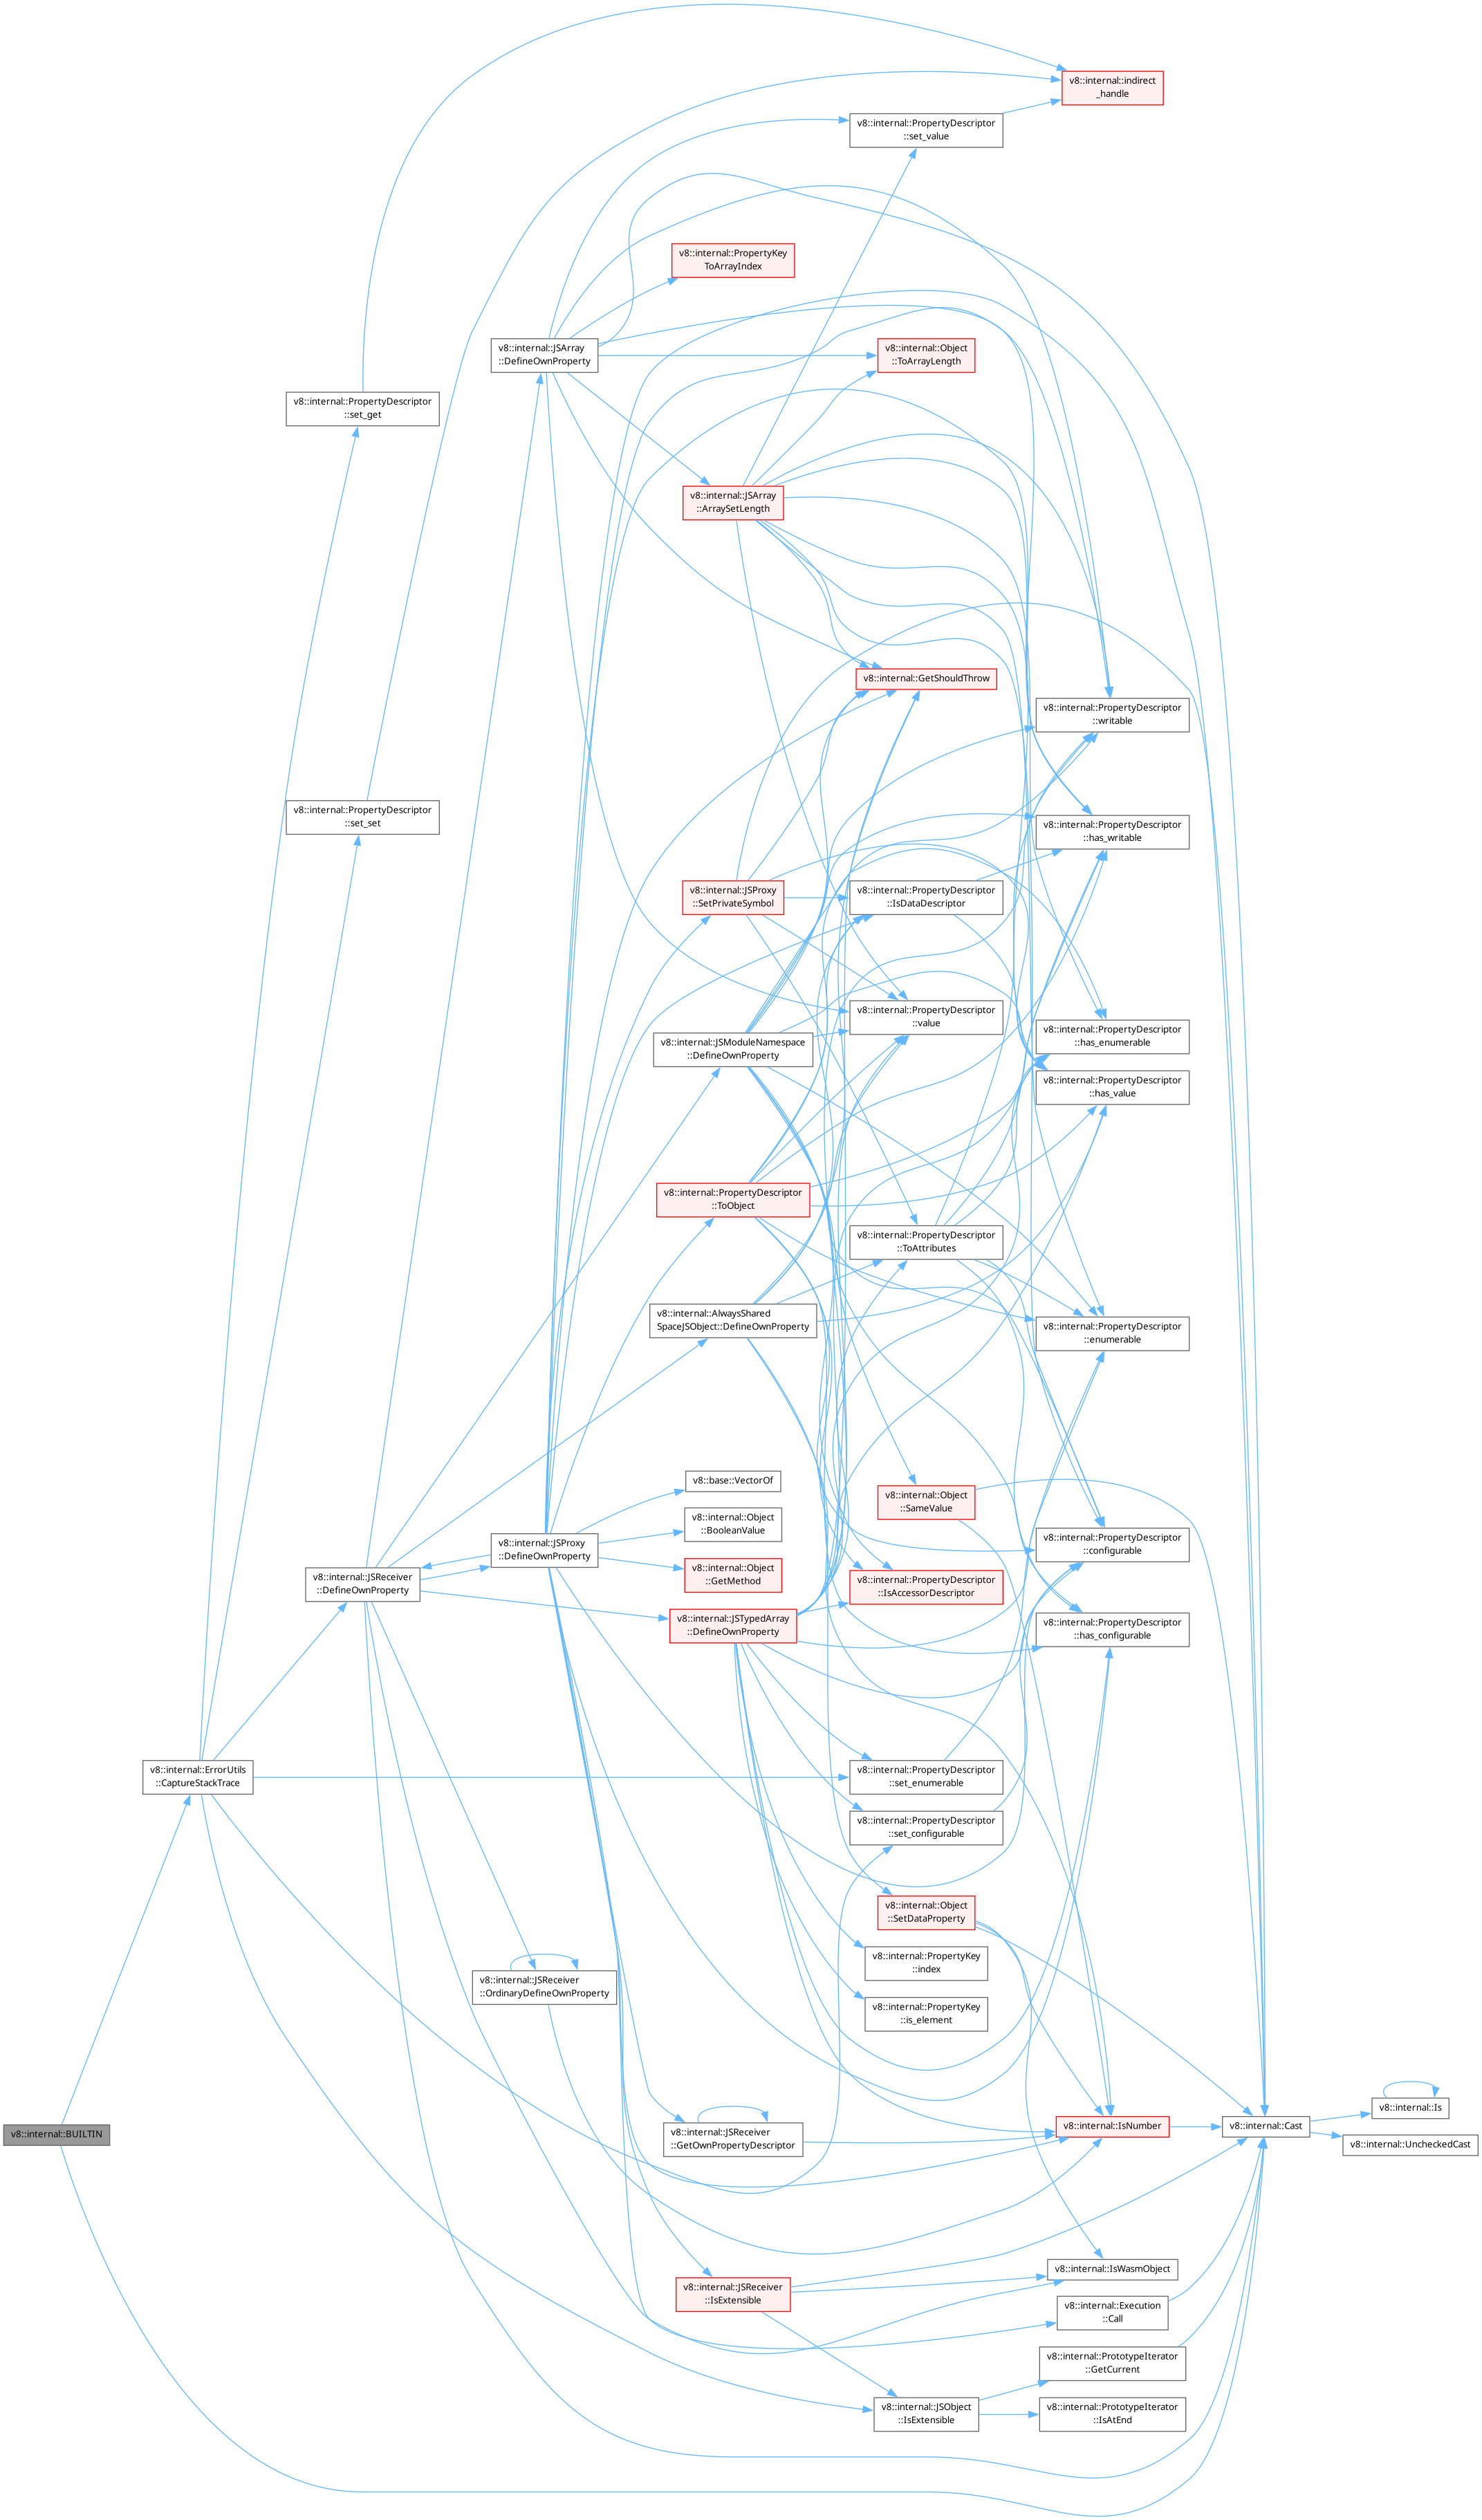 v8::internal::indirect
_handle
v8::internal::PropertyDescriptor
::set_value
v8::internal::PropertyKey
ToArrayIndex
v8::internal::JSArray
::DefineOwnProperty
v8::internal::Object
::ToArrayLength
v8::internal::PropertyDescriptor
::set_get
v8::internal::JSArray
::ArraySetLength
v8::internal::GetShouldThrow
v8::internal::PropertyDescriptor
::writable
v8::internal::PropertyDescriptor
::set_set
v8::internal::PropertyDescriptor
::has_writable
v8::internal::JSProxy
::SetPrivateSymbol
v8::internal::PropertyDescriptor
::IsDataDescriptor
v8::internal::PropertyDescriptor
::value
v8::internal::JSModuleNamespace
::DefineOwnProperty
v8::internal::PropertyDescriptor
::has_enumerable
v8::internal::PropertyDescriptor
::has_value
v8::internal::PropertyDescriptor
::ToObject
v8::internal::PropertyDescriptor
::ToAttributes
v8::internal::AlwaysShared
SpaceJSObject::DefineOwnProperty
v8::internal::PropertyDescriptor
::enumerable
v8::base::VectorOf
v8::internal::Object
::SameValue
v8::internal::Object
::BooleanValue
v8::internal::JSProxy
::DefineOwnProperty
v8::internal::PropertyDescriptor
::configurable
v8::internal::JSReceiver
::DefineOwnProperty
v8::internal::Object
::GetMethod
v8::internal::PropertyDescriptor
::IsAccessorDescriptor
v8::internal::JSTypedArray
::DefineOwnProperty
v8::internal::PropertyDescriptor
::has_configurable
v8::internal::ErrorUtils
::CaptureStackTrace
v8::internal::PropertyDescriptor
::set_enumerable
v8::internal::PropertyDescriptor
::set_configurable
v8::internal::Object
::SetDataProperty
v8::internal::PropertyKey
::index
v8::internal::JSReceiver
::OrdinaryDefineOwnProperty
v8::internal::PropertyKey
::is_element
v8::internal::BUILTIN
v8::internal::JSReceiver
::GetOwnPropertyDescriptor
v8::internal::IsNumber
v8::internal::Cast
v8::internal::Is
v8::internal::UncheckedCast
v8::internal::JSReceiver
::IsExtensible
v8::internal::IsWasmObject
v8::internal::Execution
::Call
v8::internal::PrototypeIterator
::GetCurrent
v8::internal::JSObject
::IsExtensible
v8::internal::PrototypeIterator
::IsAtEnd